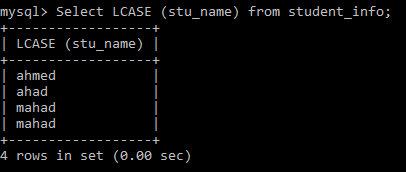 mysql> Select LCASE (stu_name) from student_info;
+------------------+
| LCASE (stu_name) |
+------------------+
| ahmed            |
| ahad             |
| mahad            |
| mahad            |
+------------------+
4 rows in set (0.00 sec)